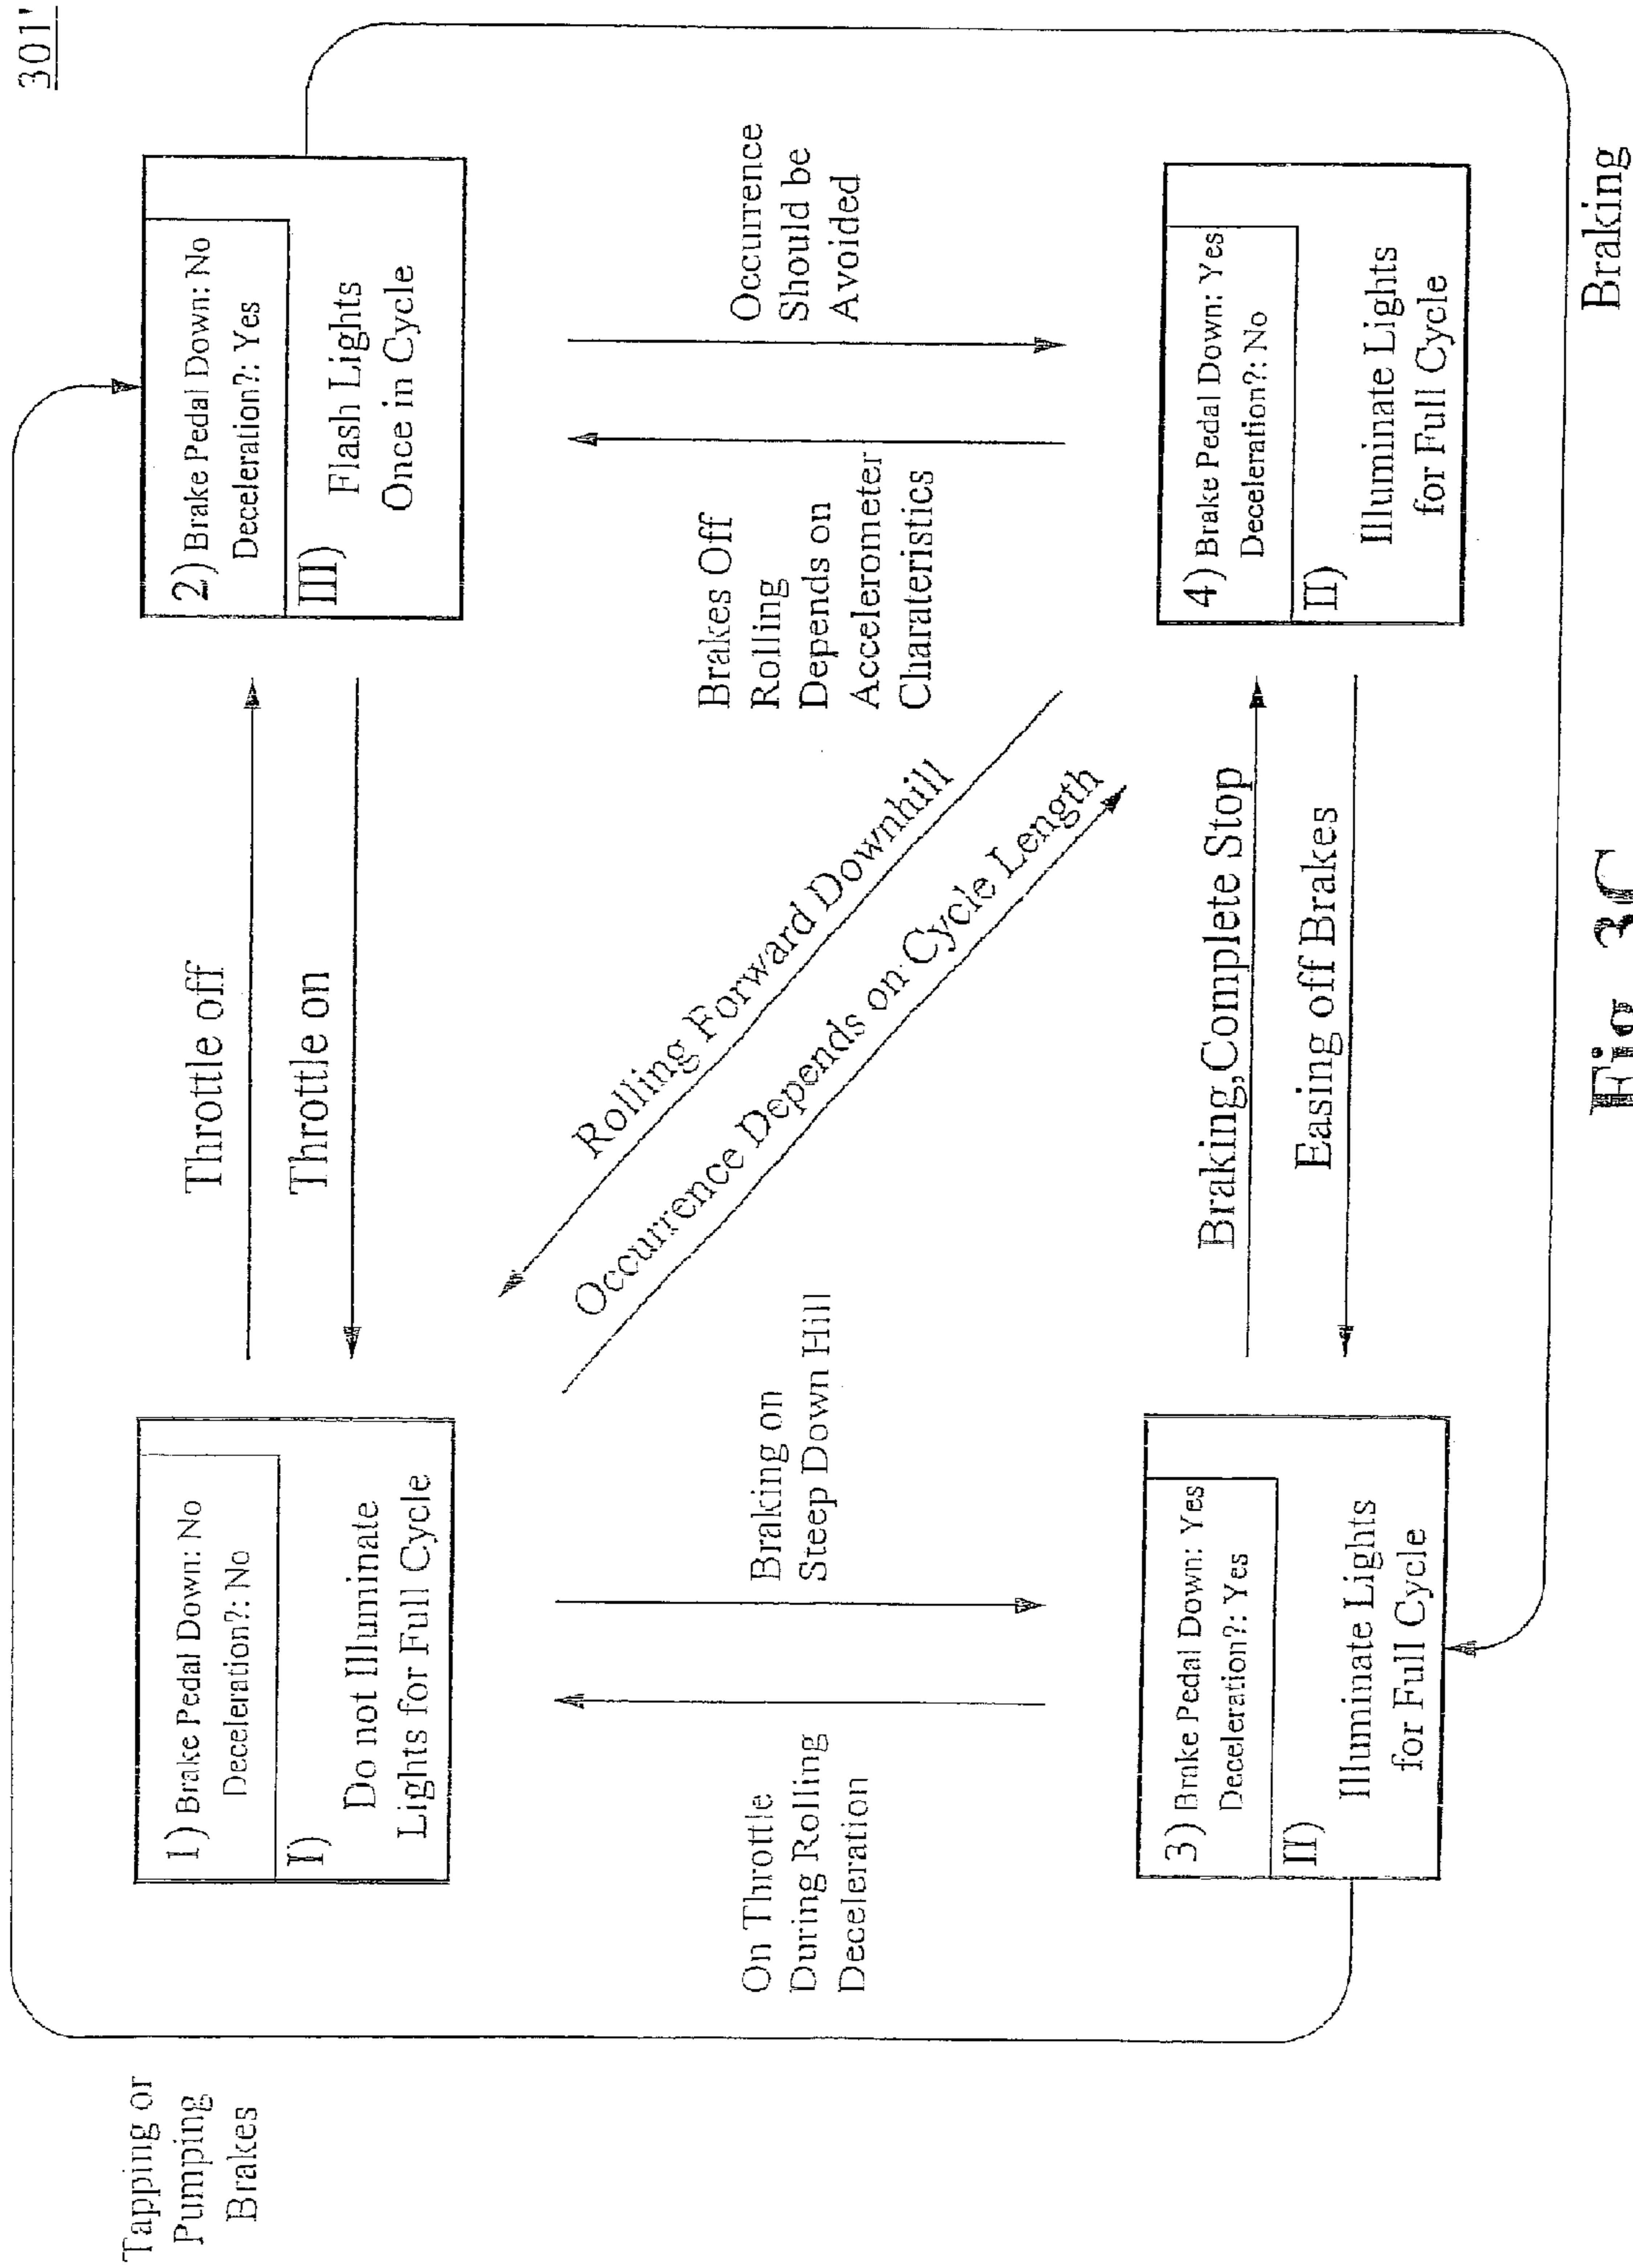 301'
Tapping or
Pumping
Brakes
1) Brake Pedal Down: No
Deceleration?: No
I)
Do not Illuminate
Lights for Full Cycle
Throttle off
Throttle on
2) Brake Pedal Down: No
Deceleration?: Yes
III)
Flash Lights
Once in Cycle
On Throttle
During Rolling
Deceleration
Braking on
Steep Down Hill
Rolling Forward Downhill
Occurrence Depends on Cycle Length
Brakes Off
Rolling
Depends on
Accelerometer
Charateristics
Occurrence
Should be
Avoided
3) Brake Pedal Down: Yes
Deceleration?: Yes
II)
Illuminate Lights
for Full Cycle
Braking,Complete Stop
Easing off Brakes
4) Brake Pedal Down: Yes
Deceleration?: No
II)
Illuminate Lights
for Full Cycle
Braking
Fig. 3C